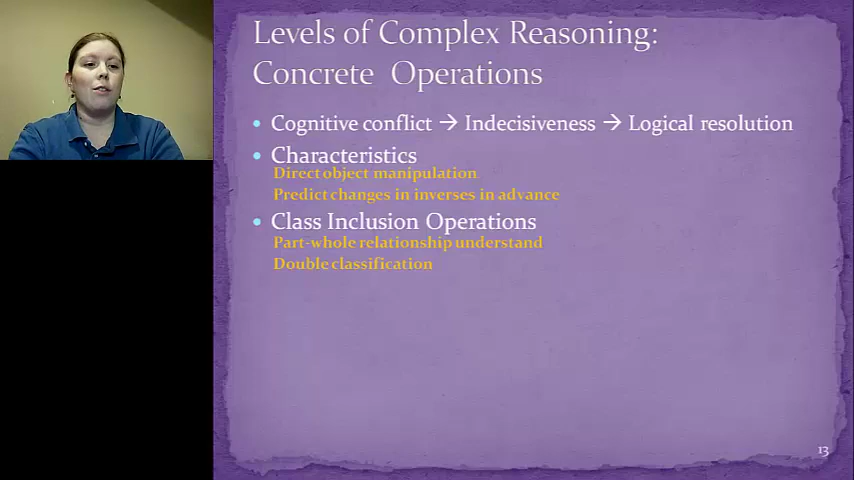 Levels of Complex Reasoning:
Concrete Operations
• Cognitive conflict → Indecisiveness → Logical resolution
• Characteristics
Direct object manipulation
Predict changes in inverses in advance
• Class Inclusion Operations
Part-whole relationship understand
Double classification
13